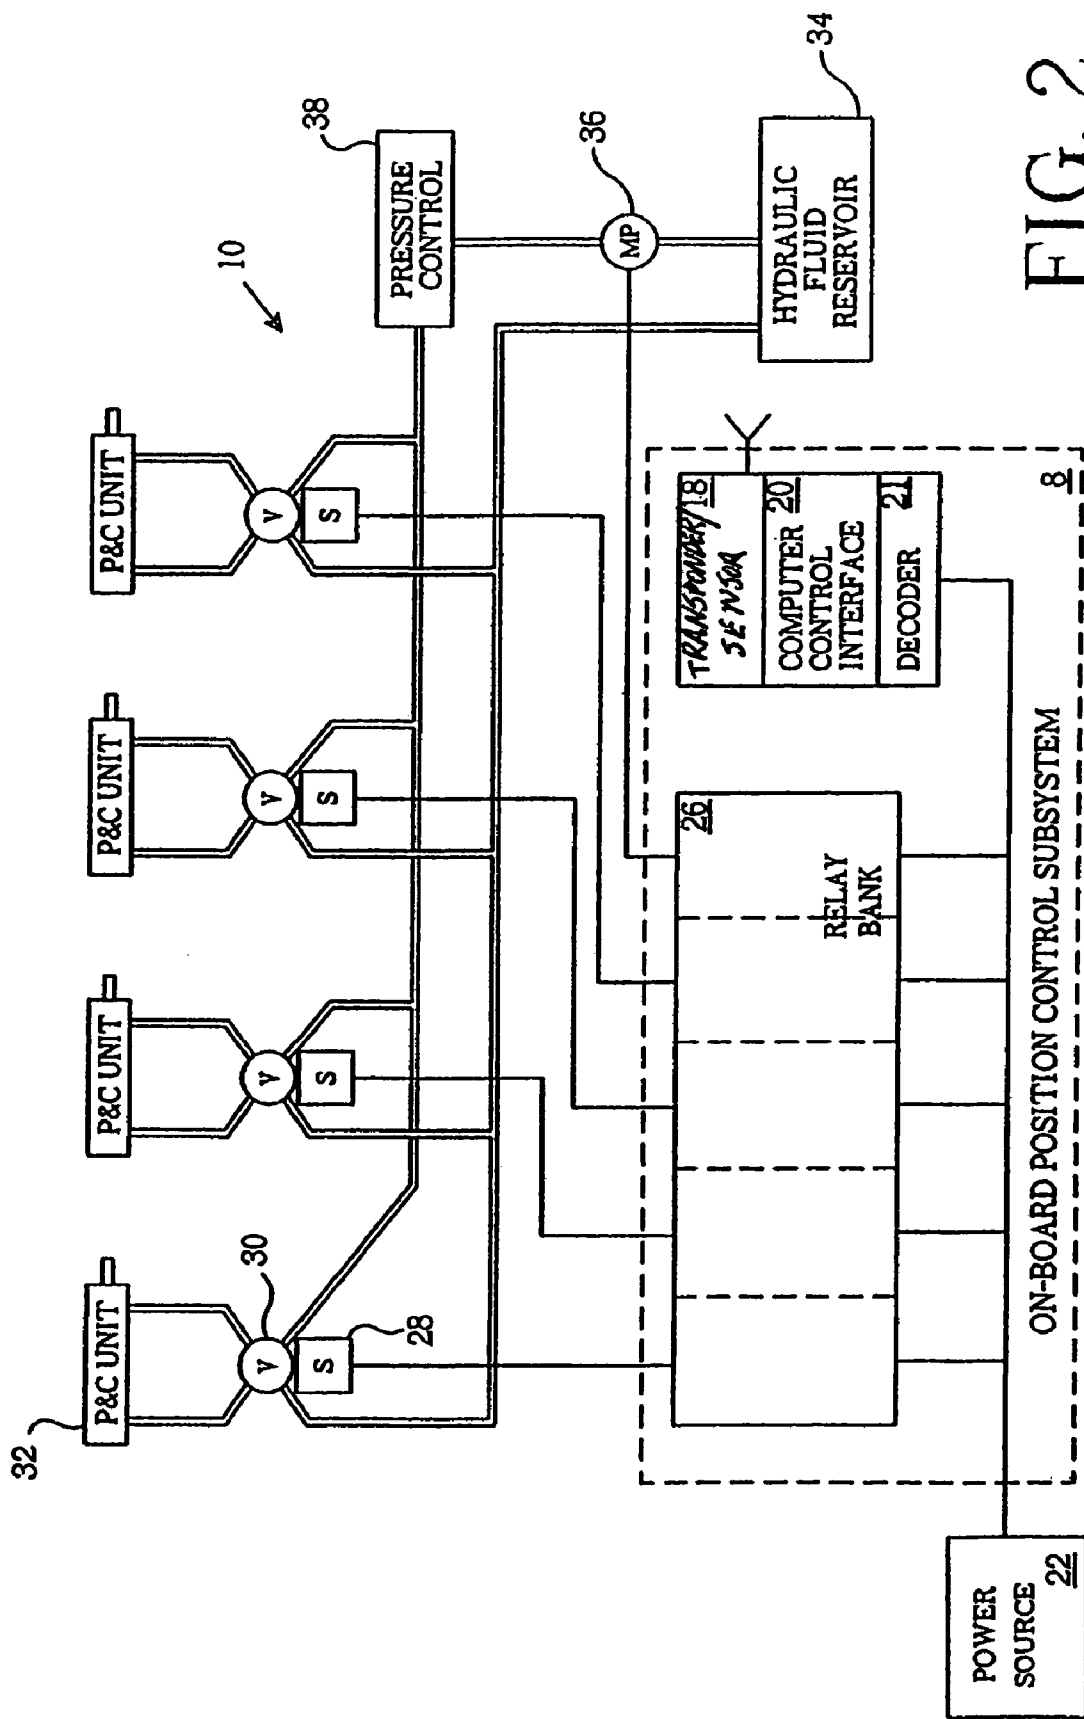 10
32
P&C UNIT
P&C UNIT
P&C UNIT
P&C UNIT
V
V
V
V
30
S
S
S
S
28
38
PRESSURE
CONTROL
36
MP
34
HYDRAULIC
FLUID
RESERVOIR
26
RELAY
BANK
TRANSPONDER/
SENSOR
18
COMPUTER
CONTROL
INTERFACE
20
DECODER
21
ON-BOARD POSITION CONTROL SUBSYSTEM
8
POWER
SOURCE
22
FIG. 2